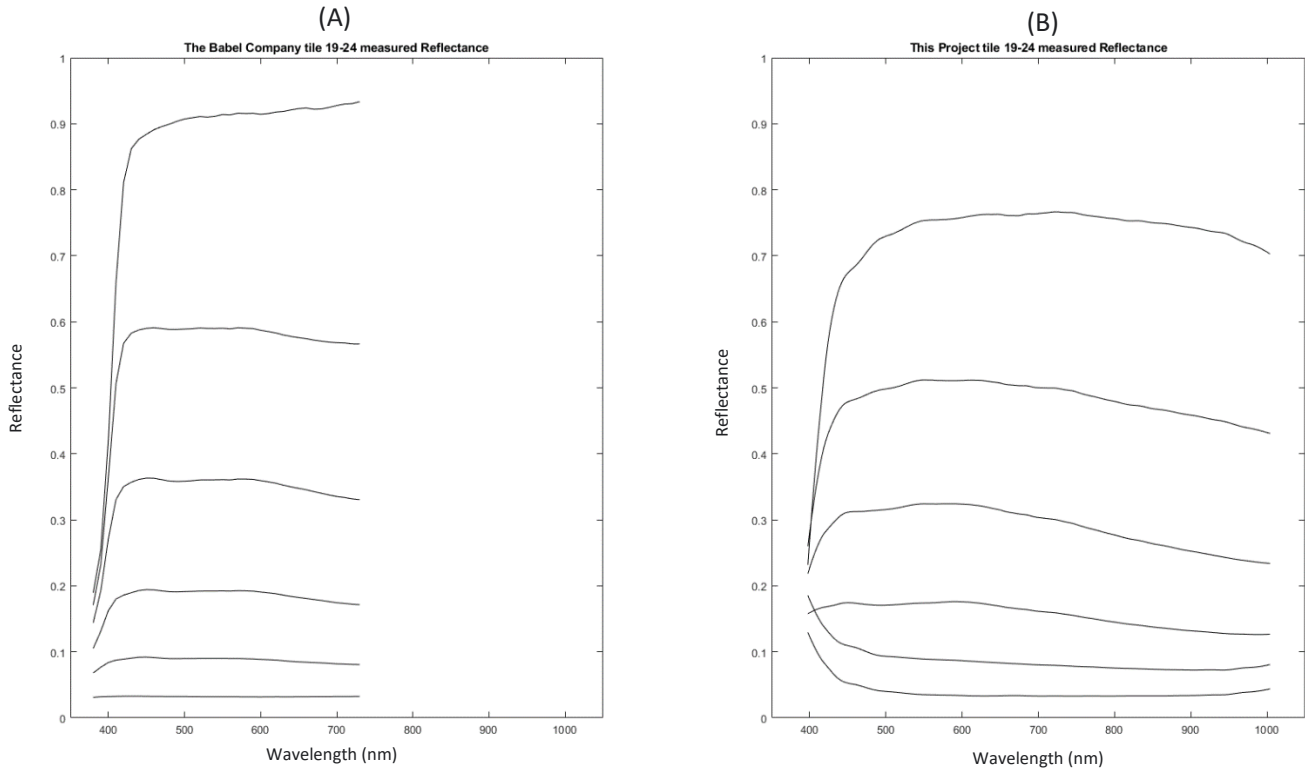 (A)
The Babel Company tile 19-24 measured Reflectance
1
0.9
0.8
0.7
0.6
0.5
0.4
0.3
0.2
0.1
0
Reflectance
400 500 600 700 800 900 1000
Wavelength (nm)
(B)
This Project tile 19-24 measured Reflectance
1
0.9
0.8
0.7
0.6
0.5
0.4
0.3
0.2
0.1
0
Reflectance
400 500 600 700 800 900 1000
Wavelength (nm)